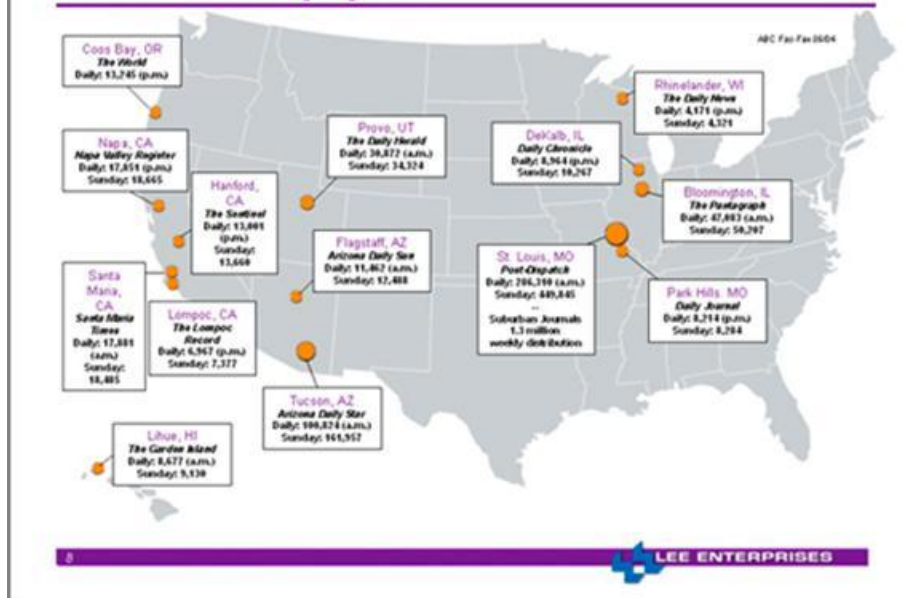 ABC Fas-Fax 06/04
Coos Bay, OR
The World
Daily: 13,245 (p.m.)
Rhinelander, WI
The Daily News
Daily: 4,171 (p.m.)
Sunday: 4,321
Napa, CA
Napa Valley Register
Daily: 17,851 (p.m.)
Sunday: 18,665
Provo, UT
The Daily Herald
Daily: 30,872 (a.m.)
Sunday: 34,324
DeKalb, IL
Daily Chronicle
Daily: 8,964 (p.m.)
Sunday: 10,267
Hanford,
CA
The Sentinel
Daily: 13,001
(p.m.)
Sunday:
13,660
Bloomington, IL
The Pantagraph
Daily: 47,083 (a.m.)
Sunday: 50,207
Flagstaff, AZ
Arizona Daily Sun
Daily: 11,462 (a.m.)
Sunday: 12,488
St. Louis, MO
Post-Dispatch
Daily: 286,310 (a.m.)
Sunday: 449,845
...
Suburban Journals
1.3 million
weekly distribution
Park Hills, MO
Daily Journal
Daily: 8,214 (p.m.)
Sunday: 8,284
Santa
Maria,
CA
Santa Maria
Times
Daily: 17,881
(a.m.)
Sunday:
18,485
Lompoc, CA
The Lompoc
Record
Daily: 6,967 (p.m.)
Sunday: 7,377
Tucson, AZ
Arizona Daily Star
Daily: 100,824 (a.m.)
Sunday: 161,957
Lihue, HI
The Garden Island
Daily: 8,677 (a.m.)
Sunday: 9,130
8
LEE ENTERPRISES